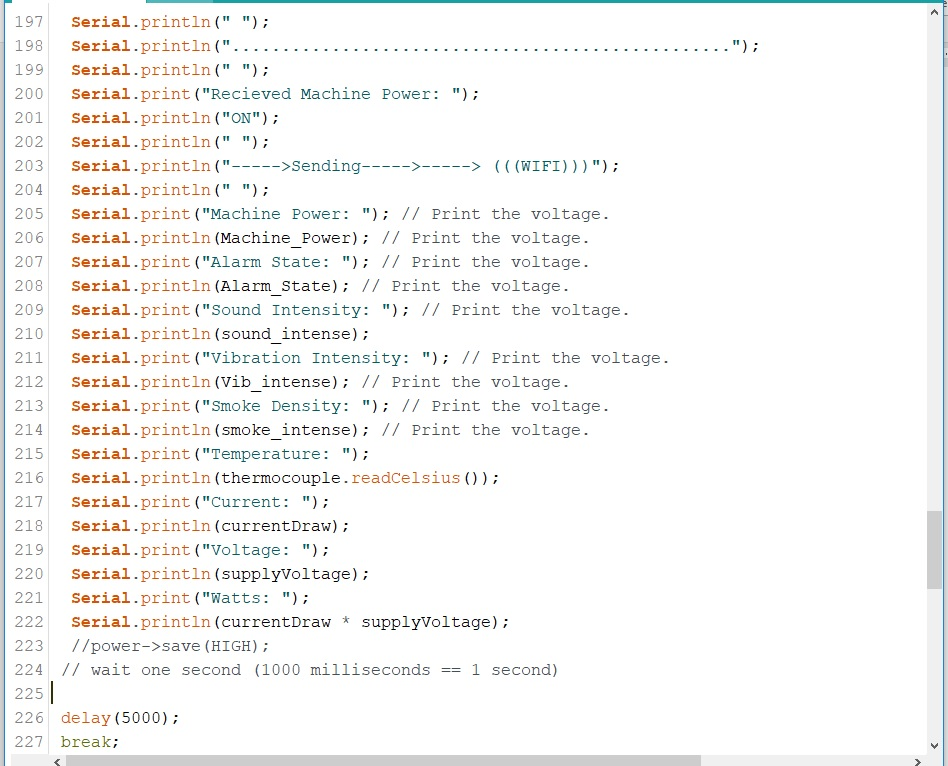 197 Serial.println(" ");
198 Serial.println("..................................................");
199 Serial.println(" ");
200 Serial.print("Recieved Machine Power: ");
201 Serial.println("ON");
202 Serial.println(" ");
203 Serial.println("----->Sending----->-----> (((WIFI)))");
204 Serial.println(" ");
205 Serial.print("Machine Power: "); // Print the voltage.
206 Serial.println(Machine_Power); // Print the voltage.
207 Serial.print("Alarm State: "); // Print the voltage.
208 Serial.println(Alarm_State); // Print the voltage.
209 Serial.print("Sound Intensity: "); // Print the voltage.
210 Serial.println(sound_intense);
211 Serial.print("Vibration Intensity: "); // Print the voltage.
212 Serial.println(Vib_intense); // Print the voltage.
213 Serial.print("Smoke Density: "); // Print the voltage.
214 Serial.println(smoke_intense); // Print the voltage.
215 Serial.print("Temperature: ");
216 Serial.println(thermocouple.readCelsius());
217 Serial.print("Current: ");
218 Serial.println(currentDraw);
219 Serial.print("Voltage: ");
220 Serial.println(supplyVoltage);
221 Serial.print("Watts: ");
222 Serial.println(currentDraw * supplyVoltage);
223 //power->save(HIGH);
224 // wait one second (1000 milliseconds == 1 second)
225
226 delay(5000);
227 break;